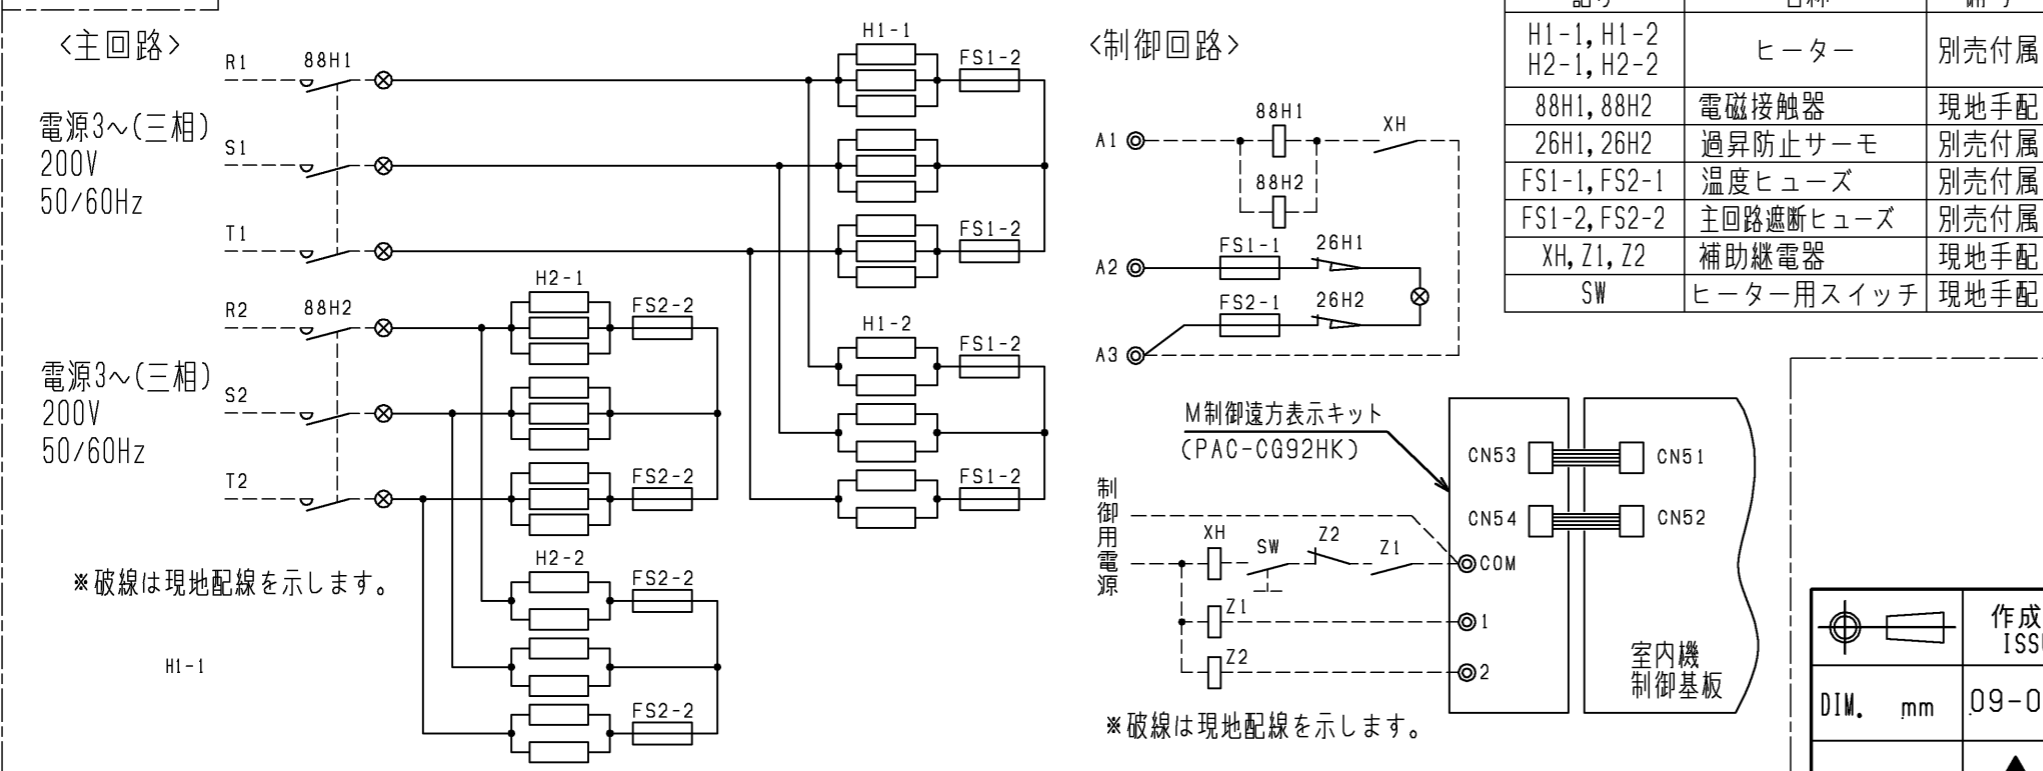 <主回路>
電源3～(三相)
200V
50/60Hz
R1
88H1
S1
T1
H1-1
FS1-2
FS1-2
H1-2
FS1-2
FS1-2
電源3～(三相)
200V
50/60Hz
R2
88H2
S2
T2
H2-1
FS2-2
FS2-2
H2-2
FS2-2
FS2-2
※破線は現地配線を示します。
H1-1
<制御回路>
A1
88H1
XH
88H2
A2
FS1-1
26H1
FS2-1
26H2
A3
M制御遠方表示キット
(PAC-CG92HK)
CN53
CN51
CN54
CN52
制御用電源
XH
SW
Z2
Z1
COM
Z1
1
Z2
2
室内機
制御基板
※破線は現地配線を示します。
H1-1,H1-2
H2-1,H2-2
ヒーター
別売付属
88H1,88H2 電磁接触器 現地手配
26H1,26H2 過昇防止サーモ 別売付属
FS1-1,FS2-1 温度ヒューズ 別売付属
FS1-2,FS2-2 主回路遮断ヒューズ 別売付属
XH,Z1,Z2 補助継電器 現地手配
SW ヒーター用スイッチ 現地手配
作成
DIM. mm
09-0